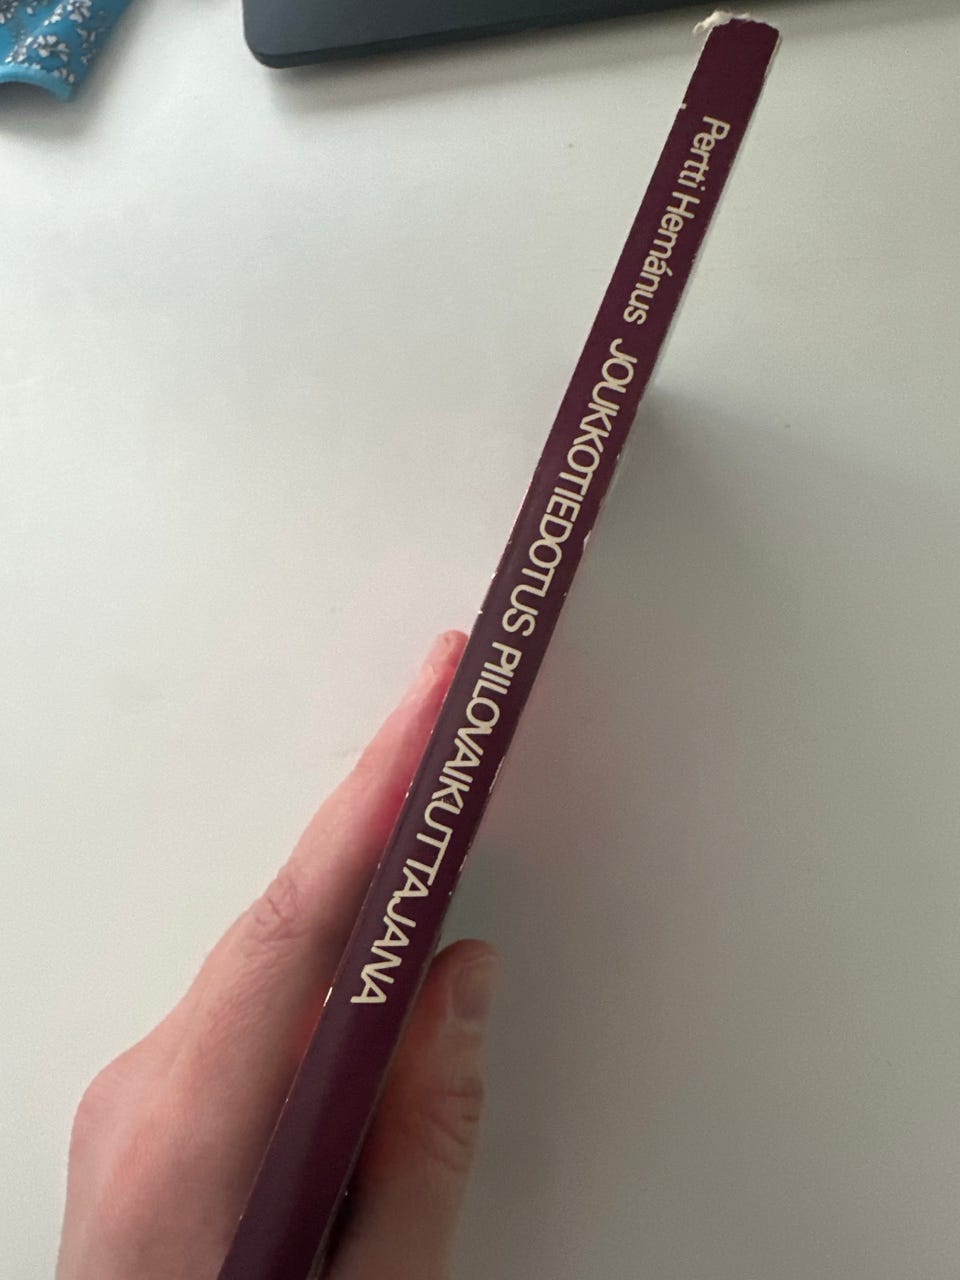 Pertti Hemánus JOUKKOTIEDOTUS PIILOVAIKUTTAJANA